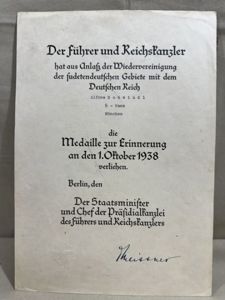 Der Führer und Reichskanzler
hat aus Anlaß der Wiedervereinigung
der sudetendeutschen Gebiete mit dem
Deutschen Reich
München
die
Medaille zur Erinnerung
an den 1. Oktober 1938
verliehen.
Berlin, den
Der Staatsminister
und Chef der Präsidialkanzlei
des Führers und Reichskanzlers
Meissner